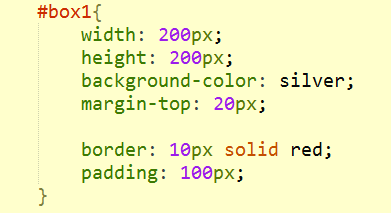 #box1{
width: 200px;
height: 200px;
background-color: silver;
margin-top: 20px;
border: 10px solid red;
padding: 100px;
}